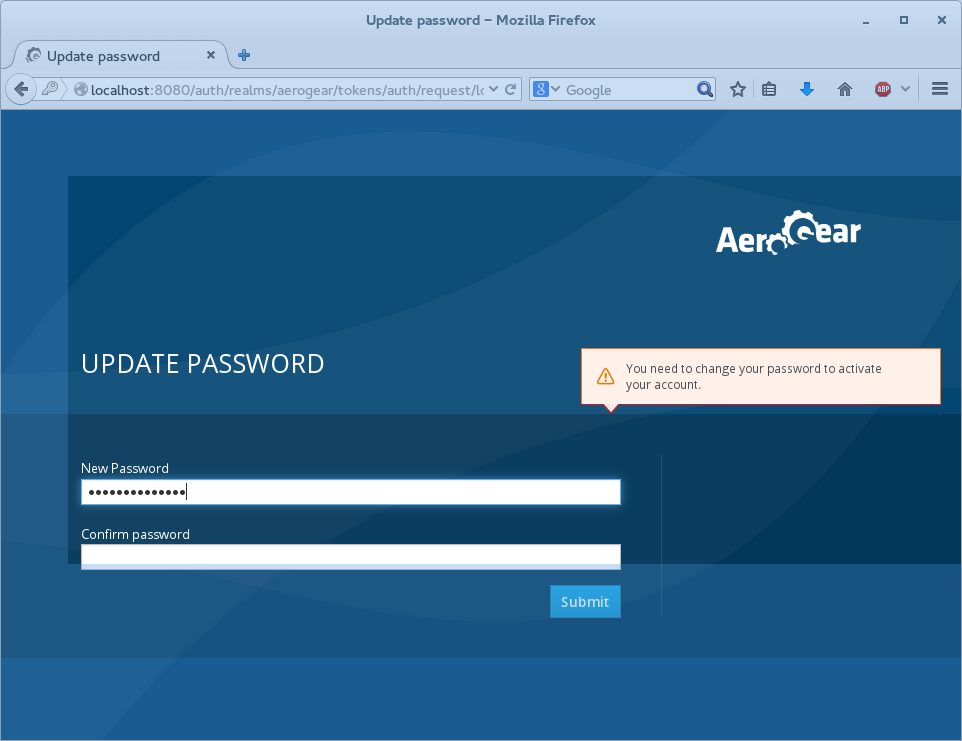 Update password – Mozilla Firefox
Update password
localhost:8080/auth/realms/aerogear/tokens/auth/request/lo
8
Google
ABP
AeroGear
UPDATE PASSWORD
You need to change your password to activate
your account.
New Password
••••••••••••••
Confirm password
Submit